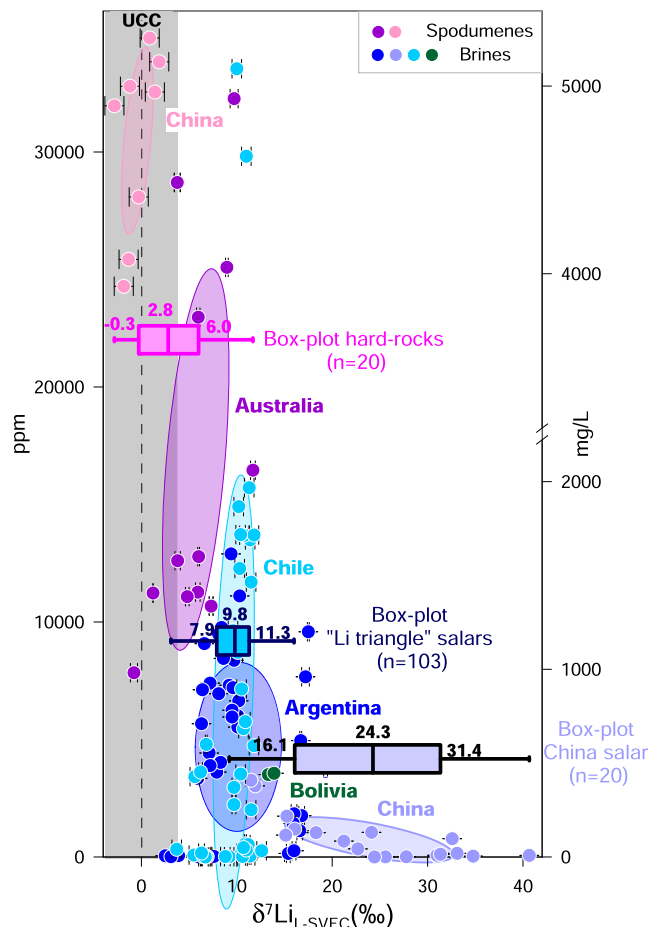 UCC
Spodumenes
Brines
5000
China
30000
4000
2.8
-0.3
6.0
Box-plot hard-rocks
(n=20)
20000
Australia
ppm
mg/L
2000
Chile
10000
9.8
7.9
11.3
Box-plot
"Li triangle" salars
(n=103)
1000
Argentina
24.3
16.1
31.4
Box-plot
China salar
(n=20)
Bolivia
China
0
0
0
10
20
30
40
δ⁷Li L-SVEC (‰)